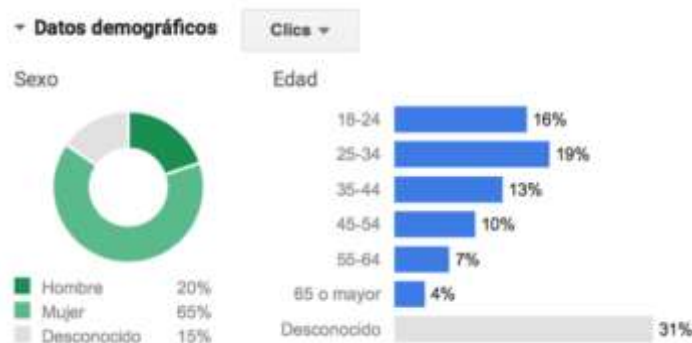 Datos demográficos
Clics
Sexo
Hombre 20%
Mujer 65%
Desconocido 15%
Edad
18-24 16%
25-34 19%
35-44 13%
45-54 10%
55-64 7%
65 o mayor 4%
Desconocido 31%